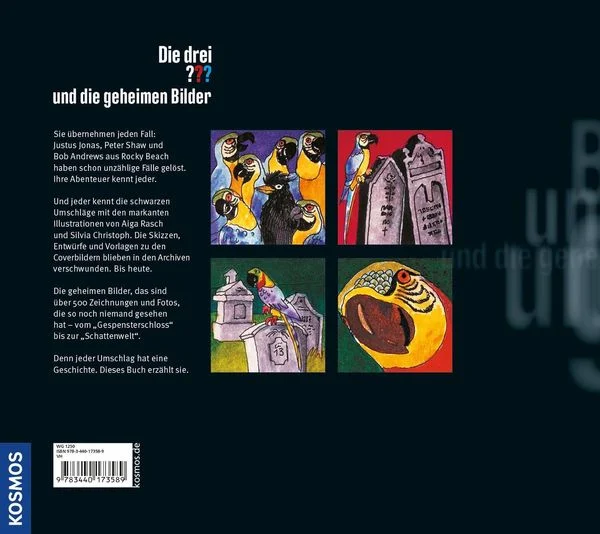 Die drei
???
und die geheimen Bilder
Sie übernehmen jeden Fall:
Justus Jonas, Peter Shaw und
Bob Andrews aus Rocky Beach
haben schon unzählige Fälle gelöst.
Ihre Abenteuer kennt jeder.
Und jeder kennt die schwarzen
Umschläge mit den markanten
Illustrationen von Aiga Rasch
und Silvia Christoph. Die Skizzen,
Entwürfe und Vorlagen zu den
Coverbildern blieben in den Archiven
verschwunden. Bis heute.
Die geheimen Bilder, das sind
über 500 Zeichnungen und Fotos,
die so noch niemand gesehen
hat – vom „Gespensterschloss“
bis zur „Schattenwelt“.
Denn jeder Umschlag hat eine
Geschichte. Dieses Buch erzählt sie.
13
und die gehe
KOSMOS
WG 1250
ISBN 978-3-440-17358-9
VH
9 783440 173589
kosmos.de